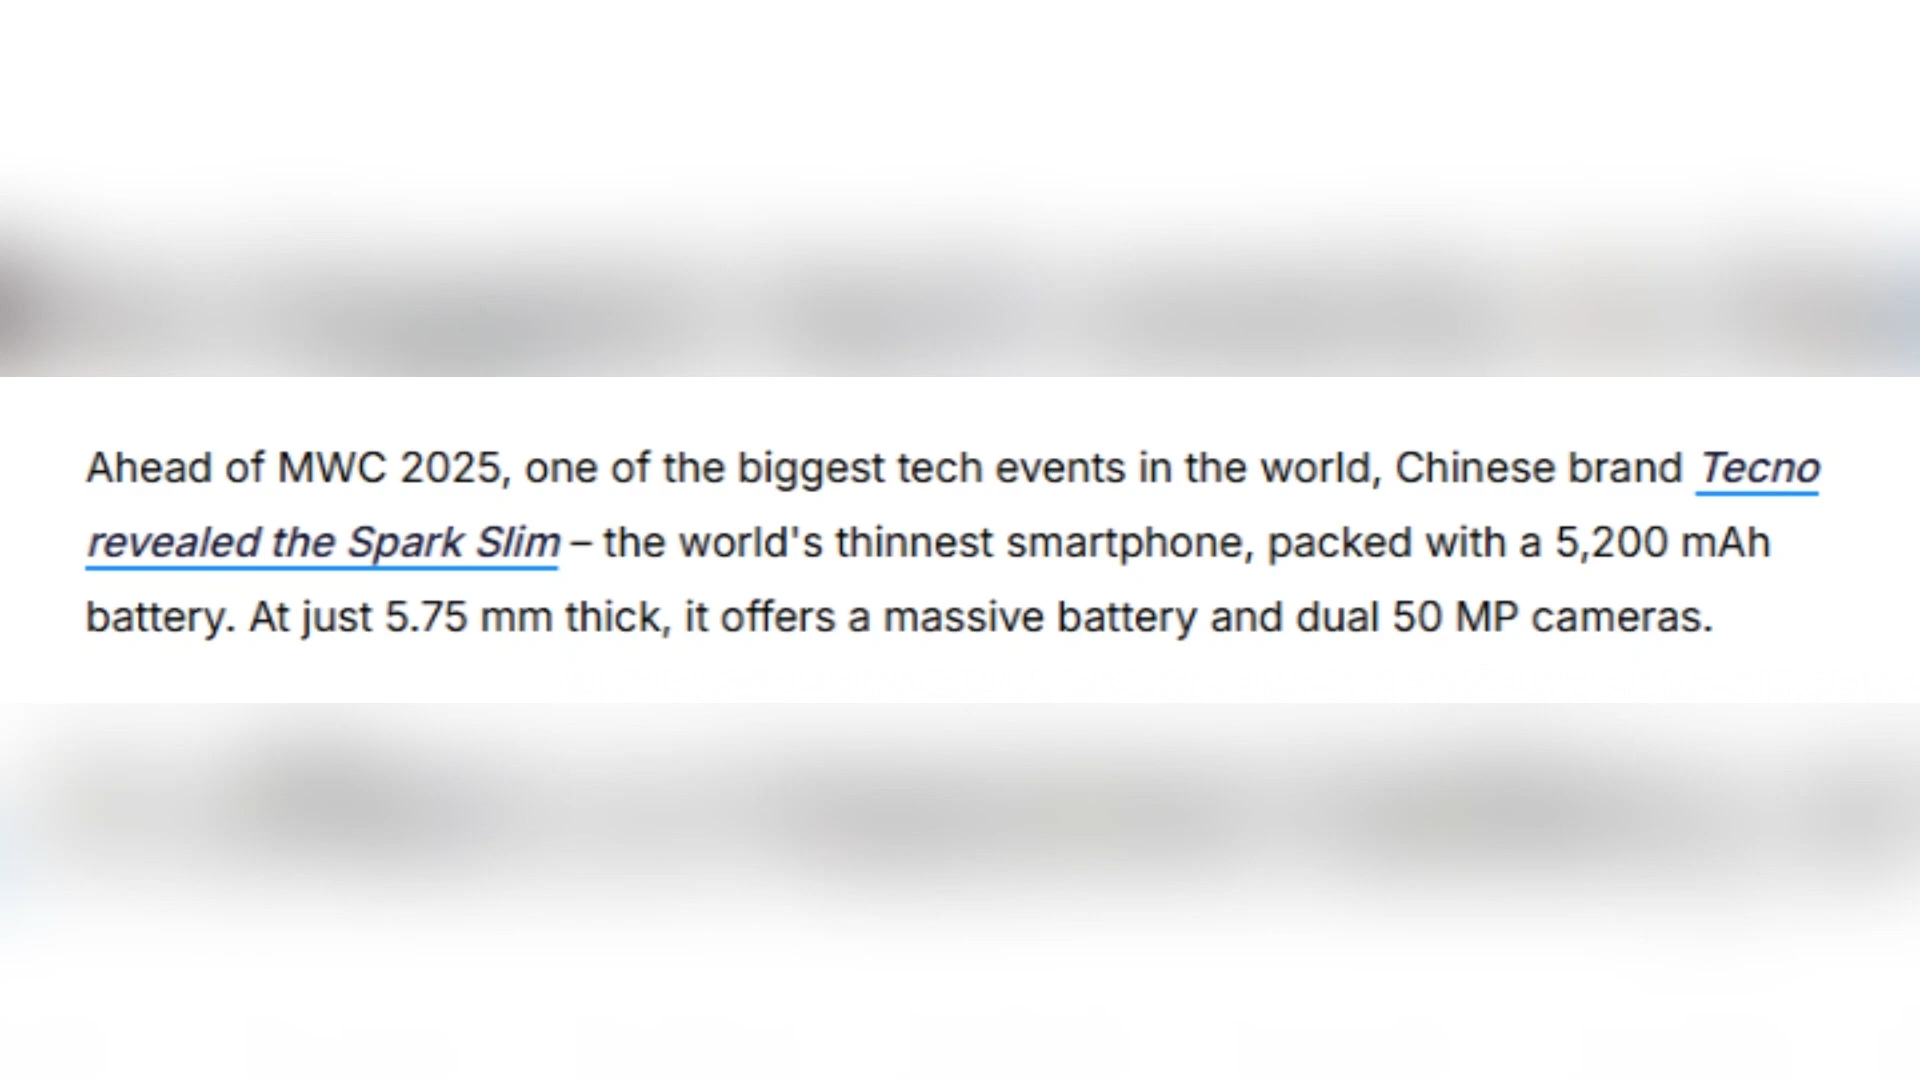 Ahead of MWC 2025, one of the biggest tech events in the world, Chinese brand Tecno
revealed the Spark Slim – the world's thinnest smartphone, packed with a 5,200 mAh
battery. At just 5.75 mm thick, it offers a massive battery and dual 50 MP cameras.